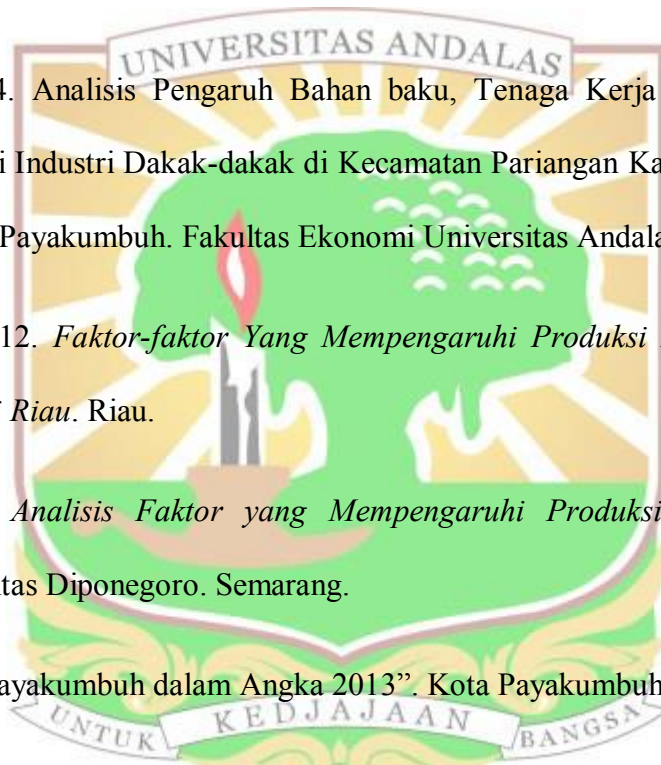 UNIVERSITAS ANDALAS
4. Analisis Pengaruh Bahan baku, Tenaga Kerja
i Industri Dakak-dakak di Kecamatan Pariangan Ka
Payakumbuh. Fakultas Ekonomi Universitas Andala
12. Faktor-faktor Yang Mempengaruhi Produksi
i Riau. Riau.
Analisis Faktor yang Mempengaruhi Produksi
tas Diponegoro. Semarang.
ayakumbuh dalam Angka 2013”. Kota Payakumbuh
UNTUK KEDJAJAAN BANGSA